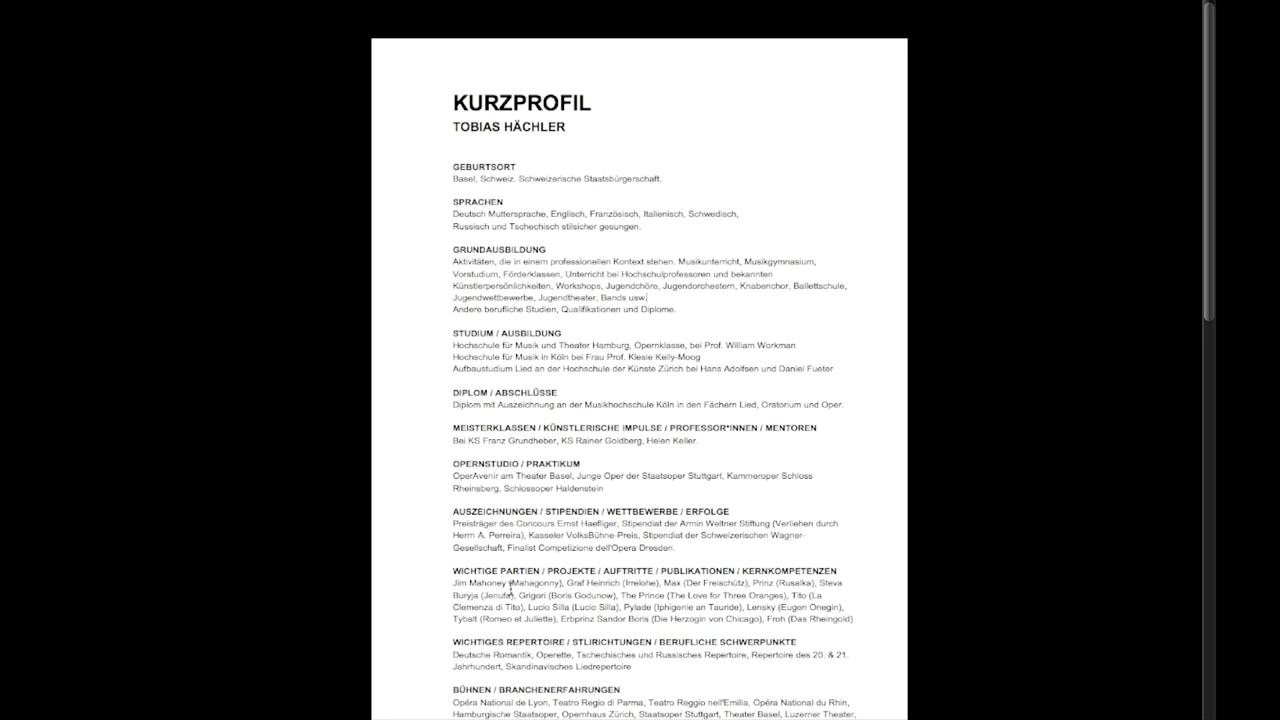 KURZPROFIL
TOBIAS HÄCHLER
GEBURTSORT
Basel, Schweiz. Schweizerische Staatsbürgerschaft.
SPRACHEN
Deutsch Muttersprache, Englisch, Französisch, Italienisch, Schwedisch,
Russisch und Tschechisch stilsicher gesungen.
GRUNDAUSBILDUNG
Aktivitäten, die in einem professionellen Kontext stehen. Musikunterricht, Musikgymnasium,
Vorstudium, Förderklassen, Unterricht bei Hochschulprofessoren und bekannten
Künstlerpersönlichkeiten, Workshops, Jugendchöre, Jugendorchestern, Knabenchor, Ballettschule,
Jugendwettbewerbe, Jugendtheater, Bands usw.
Andere berufliche Studien, Qualifikationen und Diplome.
STUDIUM / AUSBILDUNG
Hochschule für Musik und Theater Hamburg, Opernklasse, bei Prof. William Workman
Hochschule für Musik in Köln bei Frau Prof. Klesie Kelly-Moog
Aufbaustudium Lied an der Hochschule der Künste Zürich bei Hans Adolfsen und Daniel Fueter
DIPLOM / ABSCHLÜSSE
Diplom mit Auszeichnung an der Musikhochschule Köln in den Fächern Lied, Oratorium und Oper.
MEISTERKLASSEN / KÜNSTLERISCHE IMPULSE / PROFESSOR*INNEN / MENTOREN
Bei KS Franz Grundheber, KS Rainer Goldberg, Helen Keller.
OPERNSTUDIO / PRAKTIKUM
OperAvenir am Theater Basel, Junge Oper der Staatsoper Stuttgart, Kammeroper Schloss
Rheinsberg, Schlossoper Haldenstein
AUSZEICHNUNGEN / STIPENDIEN / WETTBEWERBE / ERFOLGE
Preisträger des Concours Ernst Haefliger, Stipendiat der Armin Weltner Stiftung (Verliehen durch
Herrn A. Perreira), Kasseler VolksBühne-Preis, Stipendiat der Schweizerischen Wagner-
Gesellschaft, Finalist Competizione dell'Opera Dresden.
WICHTIGE PARTIEN / PROJEKTE / AUFTRITTE / PUBLIKATIONEN / KERNKOMPETENZEN
Jim Mahoney (Mahagonny), Graf Heinrich (Irrelohe), Max (Der Freischütz), Prinz (Rusalka), Steva
Buryja (Jenufa), Grigori (Boris Godunow), The Prince (The Love for Three Oranges), Tito (La
Clemenza di Tito), Lucio Silla (Lucio Silla), Pylade (Iphigenie an Tauride), Lensky (Eugen Onegin),
Tybalt (Romeo et Juliette), Erbprinz Sandor Boris (Die Herzogin von Chicago), Froh (Das Rheingold)
WICHTIGES REPERTOIRE / STLIRICHTUNGEN / BERUFLICHE SCHWERPUNKTE
Deutsche Romantik, Operette, Tschechisches und Russisches Repertoire, Repertoire des 20. & 21.
Jahrhundert, Skandinavisches Liedrepertoire
BÜHNEN / BRANCHENERFAHRUNGEN
Opéra National de Lyon, Teatro Regio di Parma, Teatro Reggio nell'Emilia, Opéra National du Rhin,
Hamburgische Staatsoper, Opernhaus Zürich, Staatsoper Stuttgart, Theater Basel, Luzerner Theater,